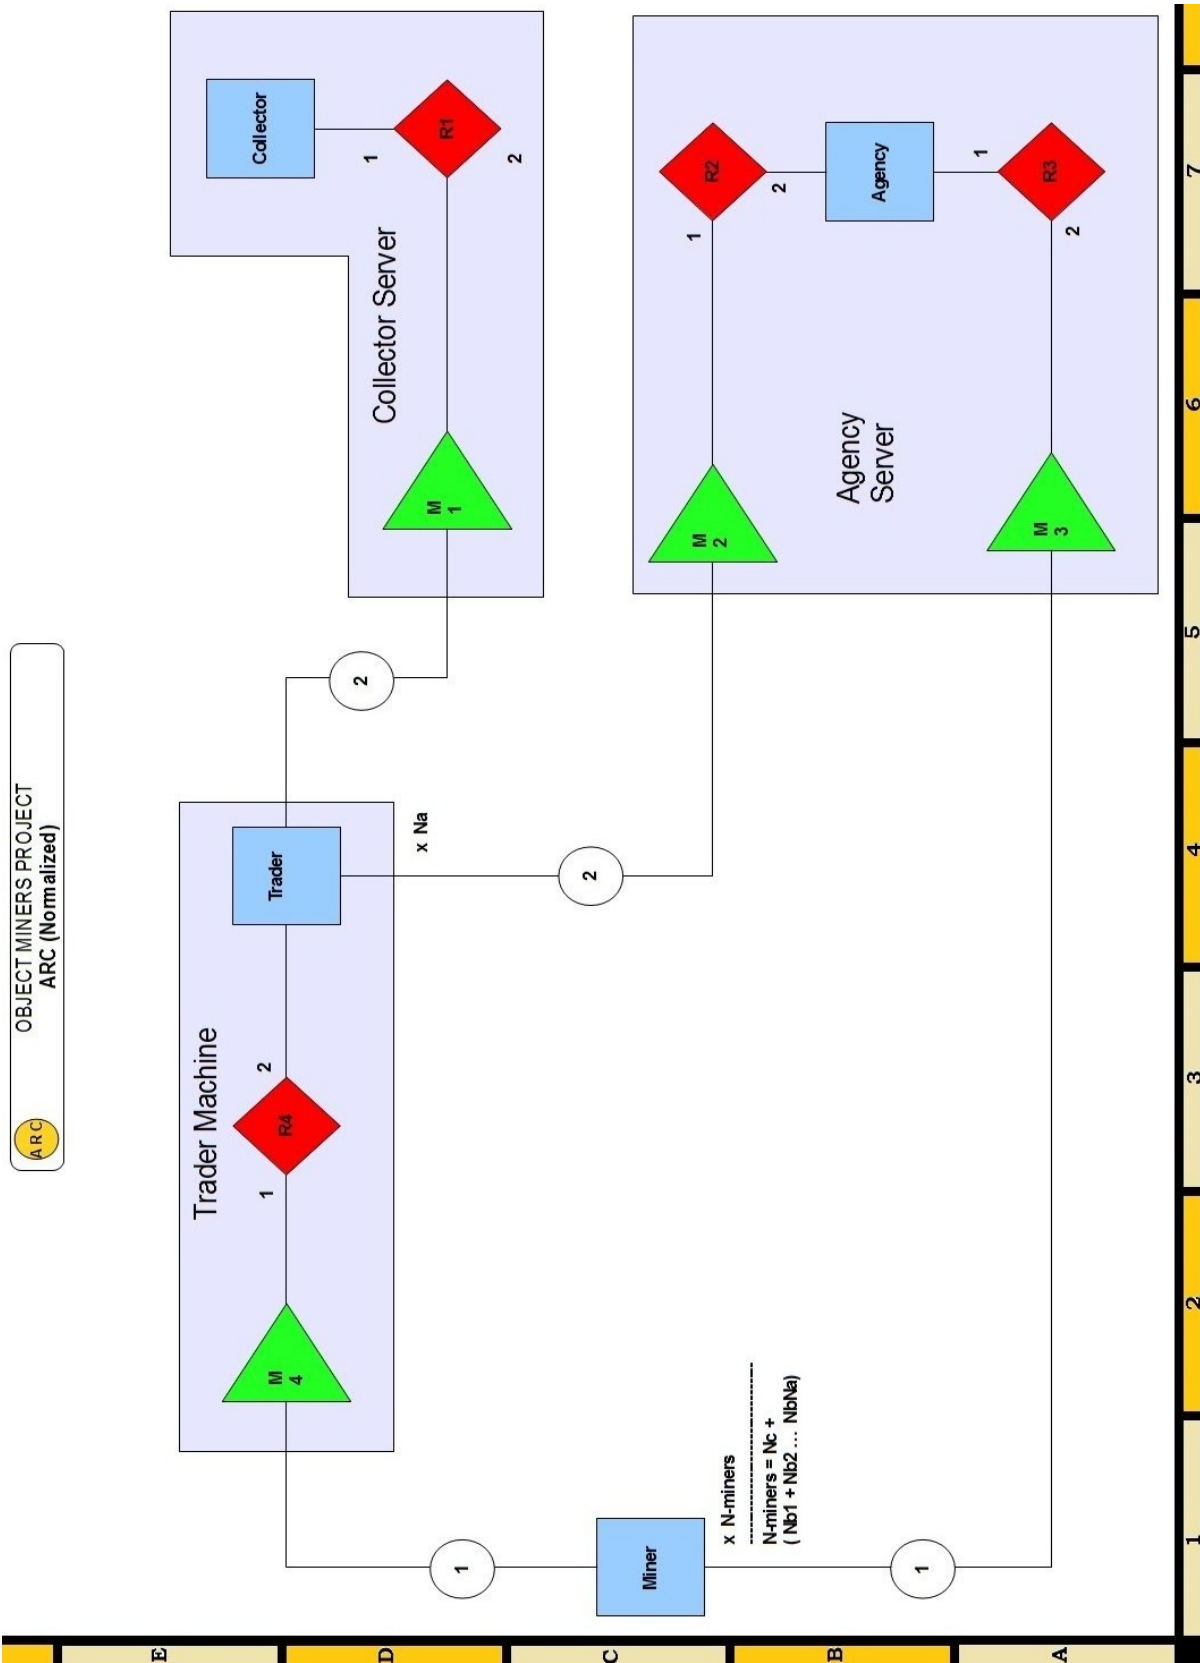 ARC
OBJECT MINERS PROJECT
ARC (Normalized)
E
D
C
B
A
Trader Machine
M
4
1
R4
2
Trader
x Na
2
2
Collector
1
R1
2
Collector Server
M
1
R2
1
2
Agency
1
R3
2
M
2
M
3
Agency
Server
1
Miner
x N-miners
--------------------------
N-miners = Nc +
( Nb1 + Nb2 ... NbNa)
1
1
2
3
4
5
6
7